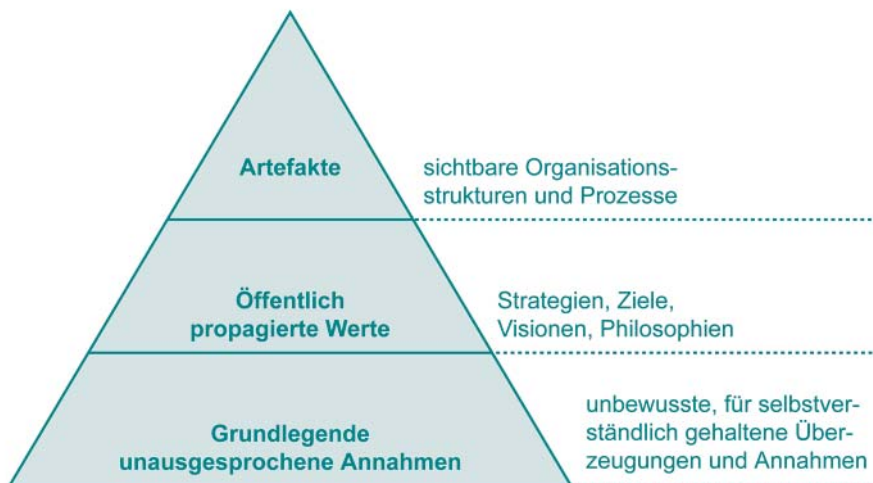 Artefakte
sichtbare Organisations-
strukturen und Prozesse
Öffentlich
propagierte Werte
Strategien, Ziele,
Visionen, Philosophien
Grundlegende
unausgesprochene Annahmen
unbewusste, für selbstver-
ständlich gehaltene Über-
zeugungen und Annahmen